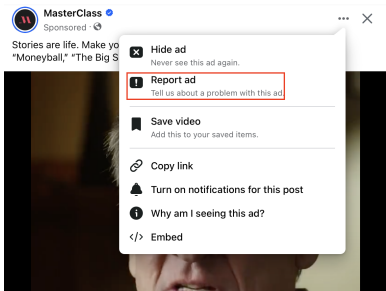 MasterClass
Sponsored ·
Stories are life. Make yo
"Moneyball," "The Big S
Hide ad
Never see this ad again.
Report ad
Tell us about a problem with this ad.
Save video
Add this to your saved items.
Copy link
Turn on notifications for this post
Why am I seeing this ad?
Embed